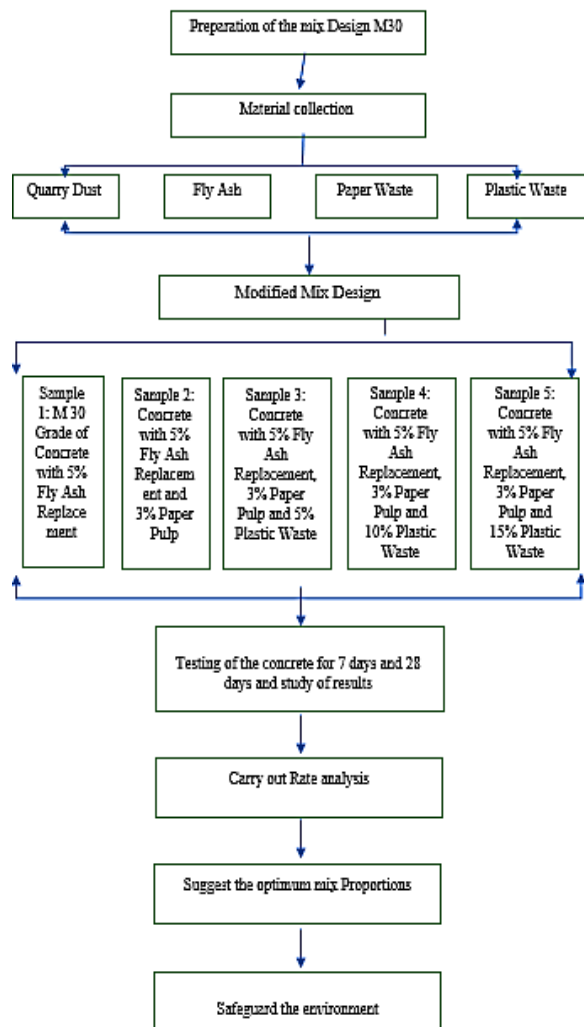 Preparation of the mix Design M30
Material collection
Quarry Dust
Fly Ash
Paper Waste
Plastic Waste
Modified Mix Design
Sample
1: M 30
Grade of
Concrete
with 5%
Fly Ash
Replace
ment
Sample 2:
Concrete
with 5%
Fly Ash
Replacem
ent and
3% Paper
Pulp
Sample 3: Concrete
with 5% Fly
Ash
Replacement,
3% Paper
Pulp and 5%
Plastic Waste
Sample 4:
Concrete with
5% Fly Ash
Replacement,
3% Paper
Pulp and
10% Plastic
Waste
Sample 5:
Concrete with
5% Fly Ash
Replacement,
3% Paper
Pulp and
15% Plastic
Waste
Testing of the concrete for 7 days and 28
days and study of results
Carry out Rate analysis
Suggest the optimum mix Proportions
Safeguard the environment